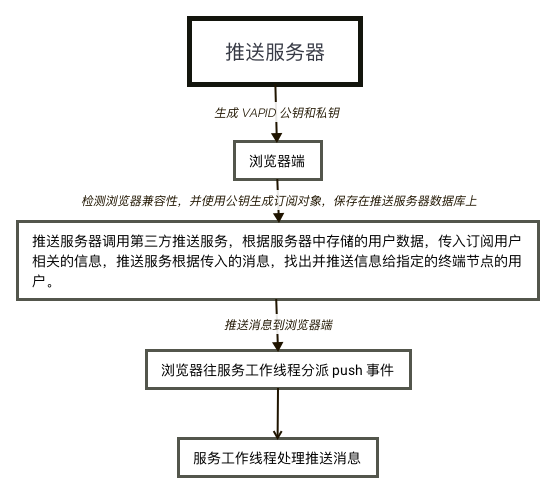 推送服务器
生成 VAPID 公钥和私钥
浏览器端
检测浏览器兼容性，并使用公钥生成订阅对象，保存在推送服务器数据库上
推送服务器调用第三方推送服务，根据服务器中存储的用户数据，传入订阅用户
相关的信息，推送服务根据传入的消息，找出并推送信息给指定的终端节点的用
户。
推送消息到浏览器端
浏览器往服务工作线程分派 push 事件
服务工作线程处理推送消息